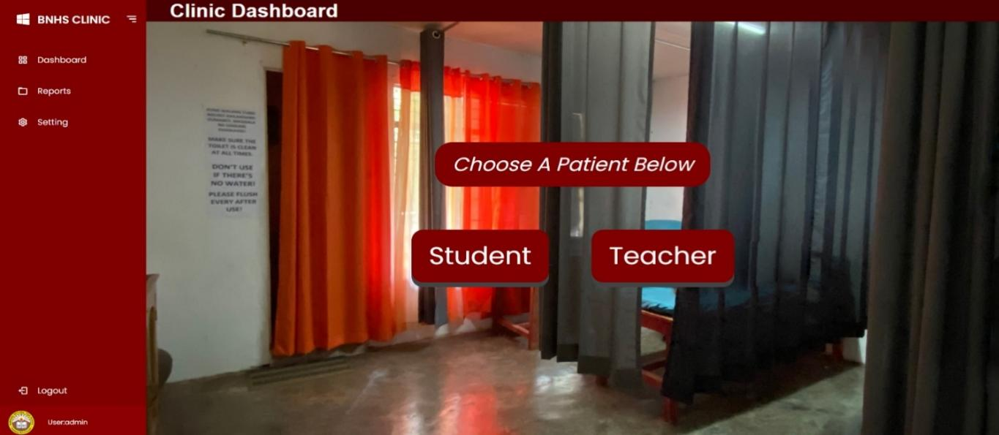 BNHS CLINIC
Clinic Dashboard
Dashboard
Reports
Setting
MAKE SURE THE
TOILET IS CLEAN
AT ALL TIMES.
DON'T USE
IF THERE'S
NO WATER!
PLEASE FLUSH
EVERY AFTER
USE!
Choose A Patient Below
Student
Teacher
Logout
User:admin